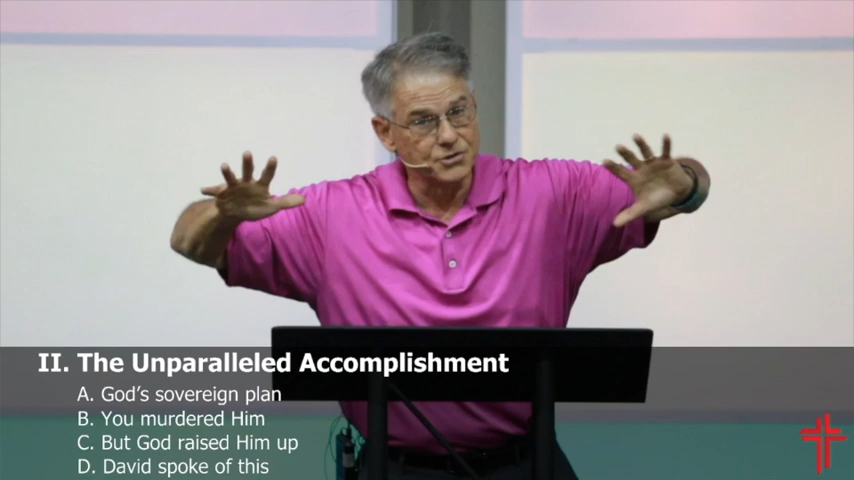 II. The Unparalleled Accomplishment
A. God's sovereign plan
B. You murdered Him
C. But God raised Him up
D. David spoke of this